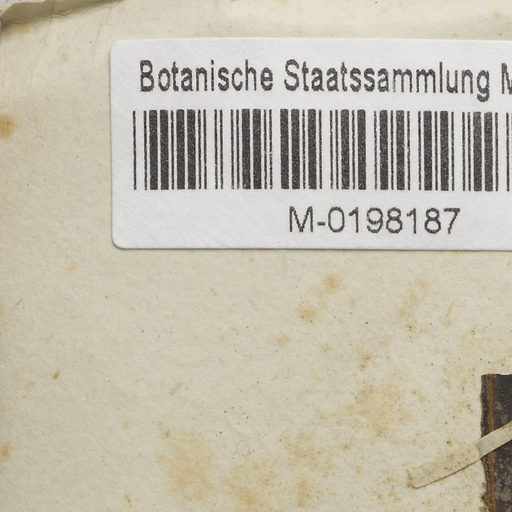 Botanische Staatssammlung M
M-0198187